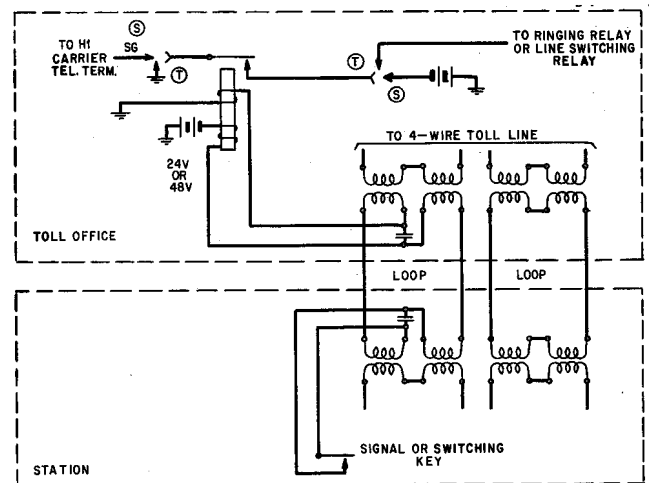 Ⓢ
TO H1
CARRIER
TEL. TERM.
SG
Ⓣ
TO RINGING RELAY
OR LINE SWITCHING
RELAY
Ⓣ
Ⓢ
24V
OR
48V
TO 4-WIRE TOLL LINE
TOLL OFFICE
LOOP
LOOP
SIGNAL OR SWITCHING
KEY
STATION